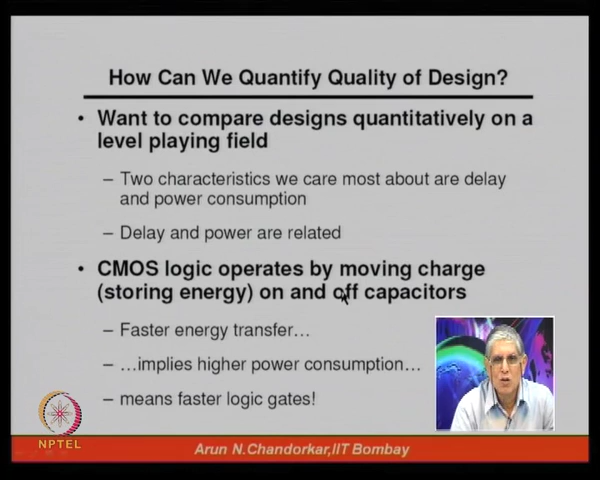 How Can We Quantify Quality of Design?
• Want to compare designs quantitatively on a
level playing field
– Two characteristics we care most about are delay
and power consumption
– Delay and power are related
• CMOS logic operates by moving charge
(storing energy) on and off capacitors
– Faster energy transfer…
– …implies higher power consumption…
– means faster logic gates!
NPTEL
Arun N.Chandorkar,IIT Bombay